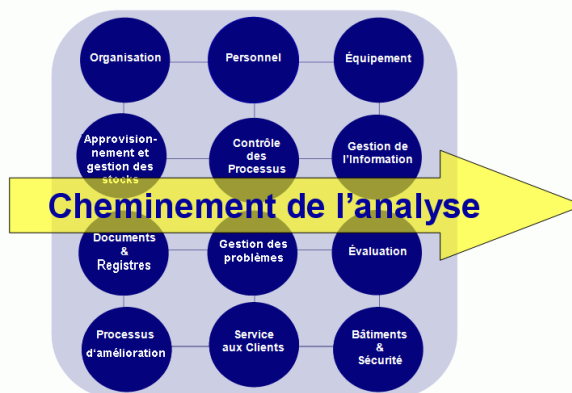 Organisation
Personnel
Équipement
Approvision-
nement et
gestion des
stocks
Contrôle
des
Processus
Gestion de
l'Information
Cheminement de l’analyse
Documents
&
Registres
Gestion des
problèmes
Évaluation
Processus
d'amélioration
Service
aux Clients
Bâtiments
&
Sécurité